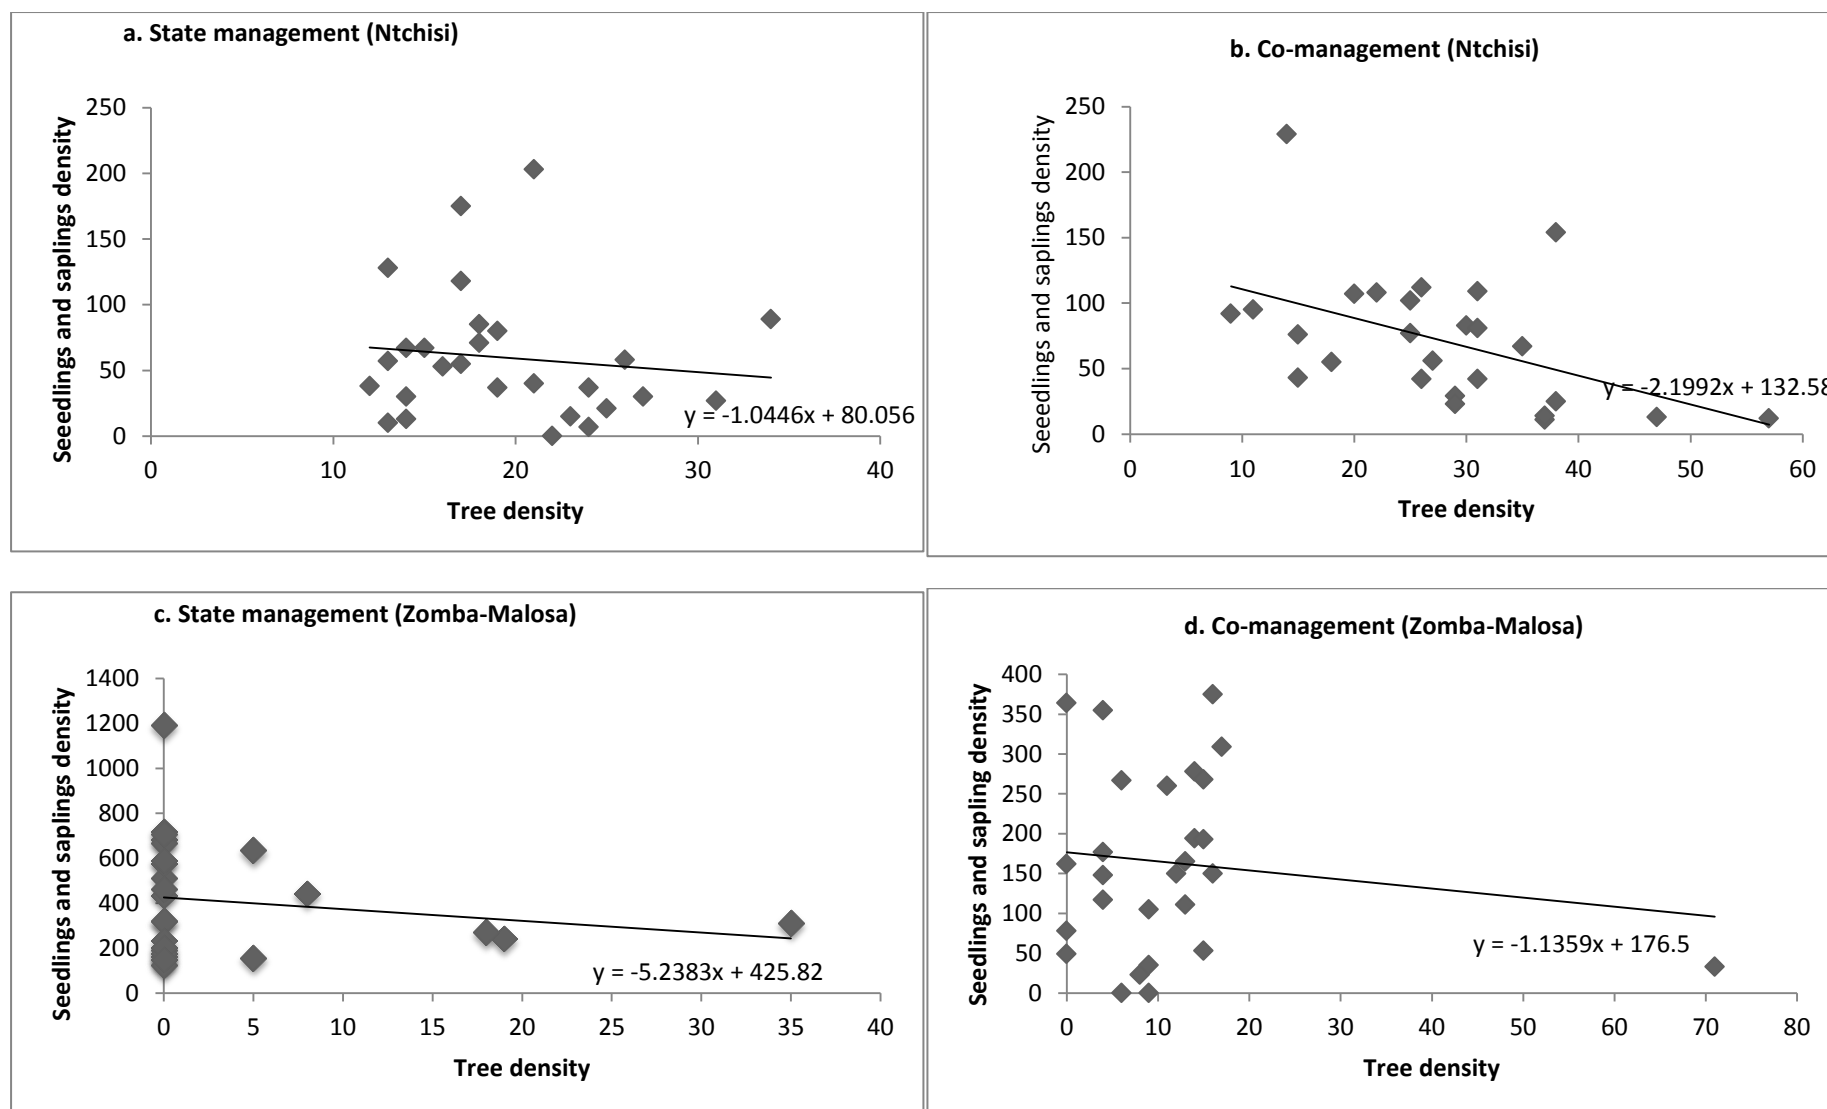 a. State management (Ntchisi)
Seeedlings and saplings density
250
200
150
100
50
0
0 10 20 30 40
y = -1.0446x + 80.056
Tree density
b. Co-management (Ntchisi)
Seeedlings and saplings density
250
200
150
100
50
0
0 10 20 30 40 50 60
y = -2.1992x + 132.58
Tree density
c. State management (Zomba-Malosa)
Seedlings and saplings density
1400
1200
1000
800
600
400
200
0
0 5 10 15 20 25 30 35 40
y = -5.2383x + 425.82
Tree density
d. Co-management (Zomba-Malosa)
Seedlings and sapling density
400
350
300
250
200
150
100
50
0
0 10 20 30 40 50 60 70 80
y = -1.1359x + 176.5
Tree density